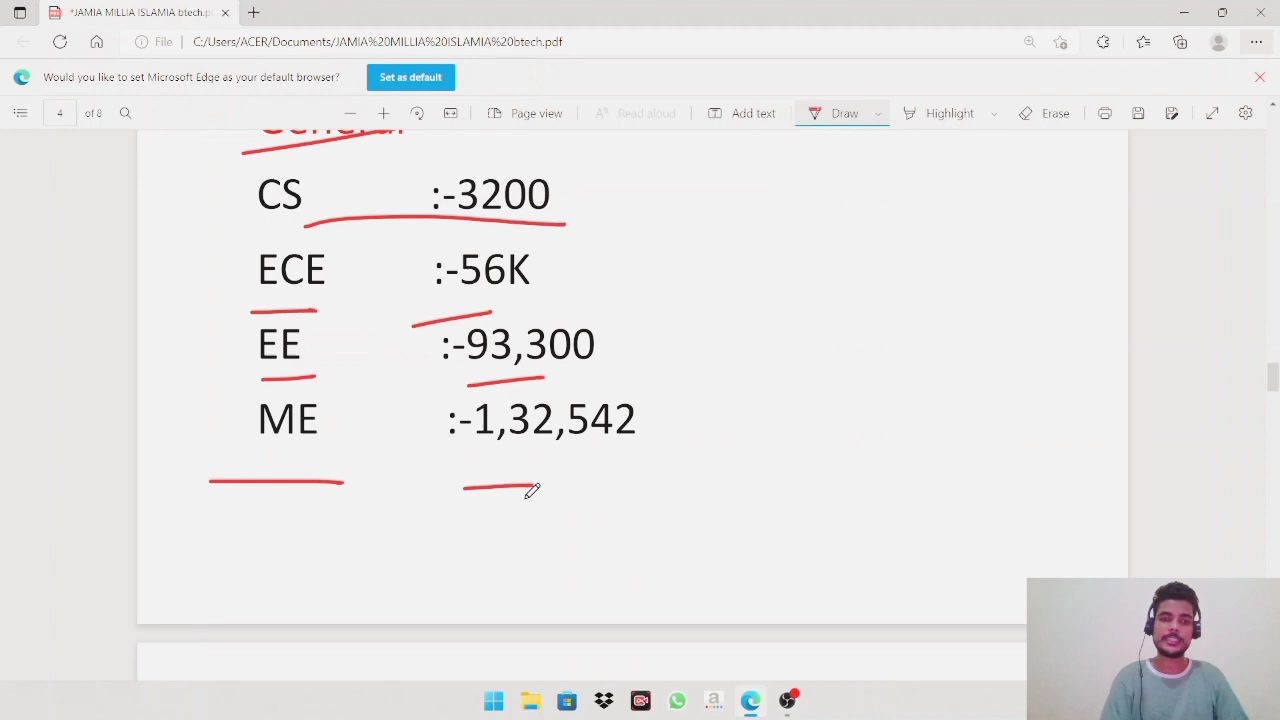 *JAMIA MILLIA ISLAMIA btech.p
File C:/Users/ACER/Documents/JAMIA%20MILLIA%20ISLAMIA%20btech.pdf
Would you like to set Microsoft Edge as your default browser? Set as default
4 of 8 Page view Read aloud Add text Draw Highlight Erase
General
CS :-3200
ECE :-56K
EE :-93,300
ME :-1,32,542
a